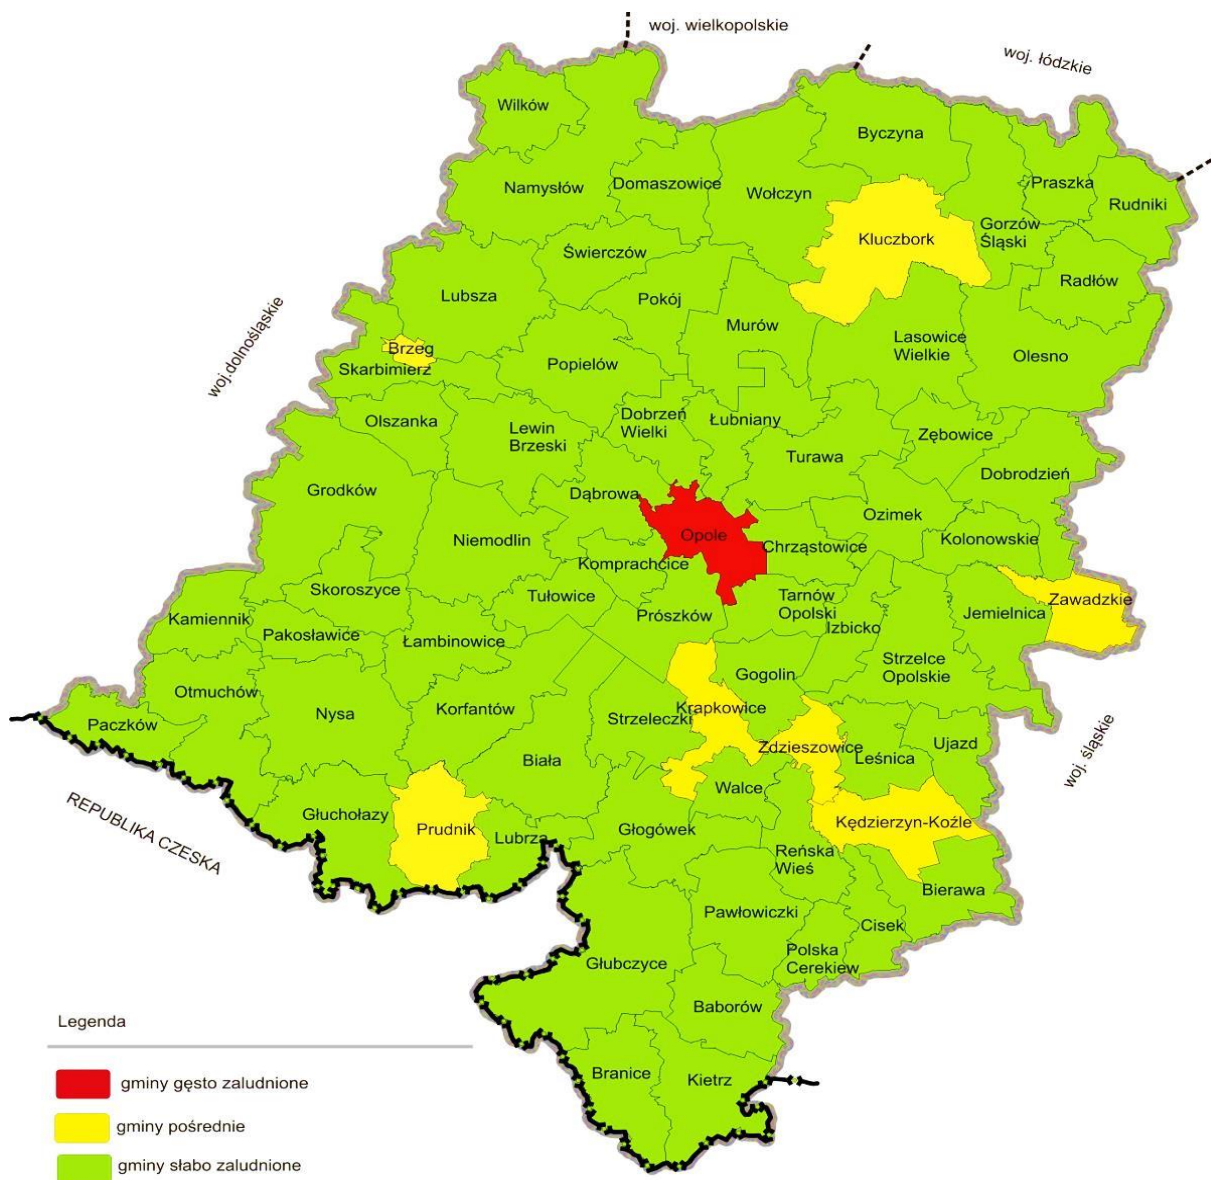 woj. wielkopolskie
woj. łódzkie
Wilków
Byczyna
Namysłów
Domaszowice
Wołczyn
Praszka
Rudniki
Kluczbork
Gorzów
Śląski
Świerczów
Radłów
Lubsza
Pokój
Murów
Lasowice
Wielkie
Olesno
woj.dolnośląskie
Brzeg
Skarbimierz
Popielów
Olszanka
Lewin
Brzeski
Dobrzeń
Wielki
Łubniany
Zębowice
Turawa
Dobrodzień
Grodków
Dąbrowa
Ozimek
Niemodlin
Opole
Chrząstowice
Kolonowskie
Komprachcice
Skoroszyce
Tułowice
Tarnów
Opolski
Zawadzkie
Kamiennik
Pakosławice
Łambinowice
Prószków
Izbicko
Jemielnica
Otmuchów
Gogolin
Strzelce
Opolskie
Paczków
Nysa
Korfantów
Strzeleczki
Krapkowice
Zdzieszowice
Leśnica
Ujazd
woj. śląskie
Biała
Walce
REPUBLIKA CZESKA
Głuchołazy
Prudnik
Lubrza
Głogówek
Kędzierzyn-Koźle
Reńska
Wieś
Bierawa
Pawłowiczki
Cisek
Polska
Cerekiew
Głubczyce
Baborów
Branice
Kietrz
Legenda
gminy gęsto zaludnione
gminy pośrednie
gminy słabo zaludnione